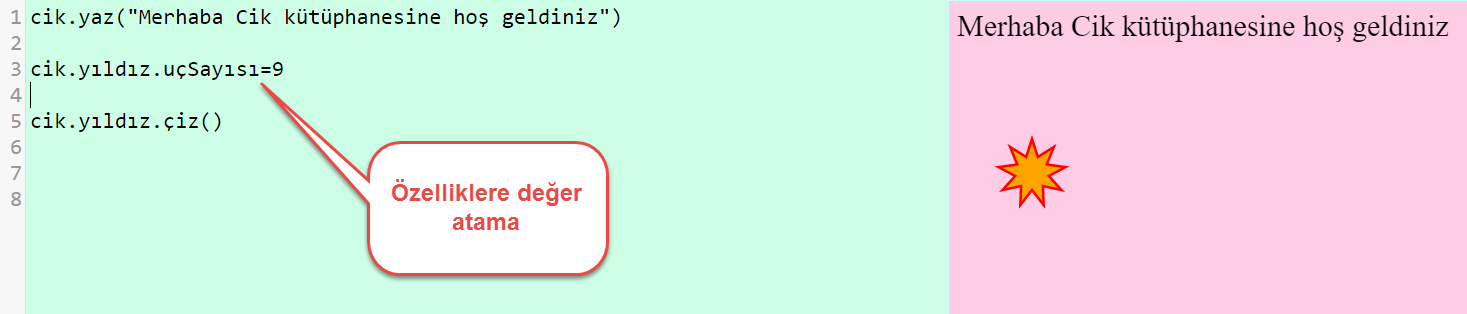 1 cik.yaz("Merhaba Cik kütüphanesine hoş geldiniz")
2
3 cik.yıldız.uçSayısı=9
4
5 cik.yıldız.çiz()
6
7
8
Özelliklere değer
atama
Merhaba Cik kütüphanesine hoş geldiniz